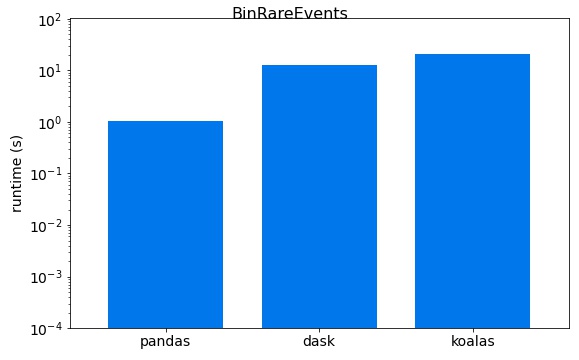 BinRareEvents
runtime (s)
10²
10¹
10⁰
10⁻¹
10⁻²
10⁻³
10⁻⁴
pandas dask koalas